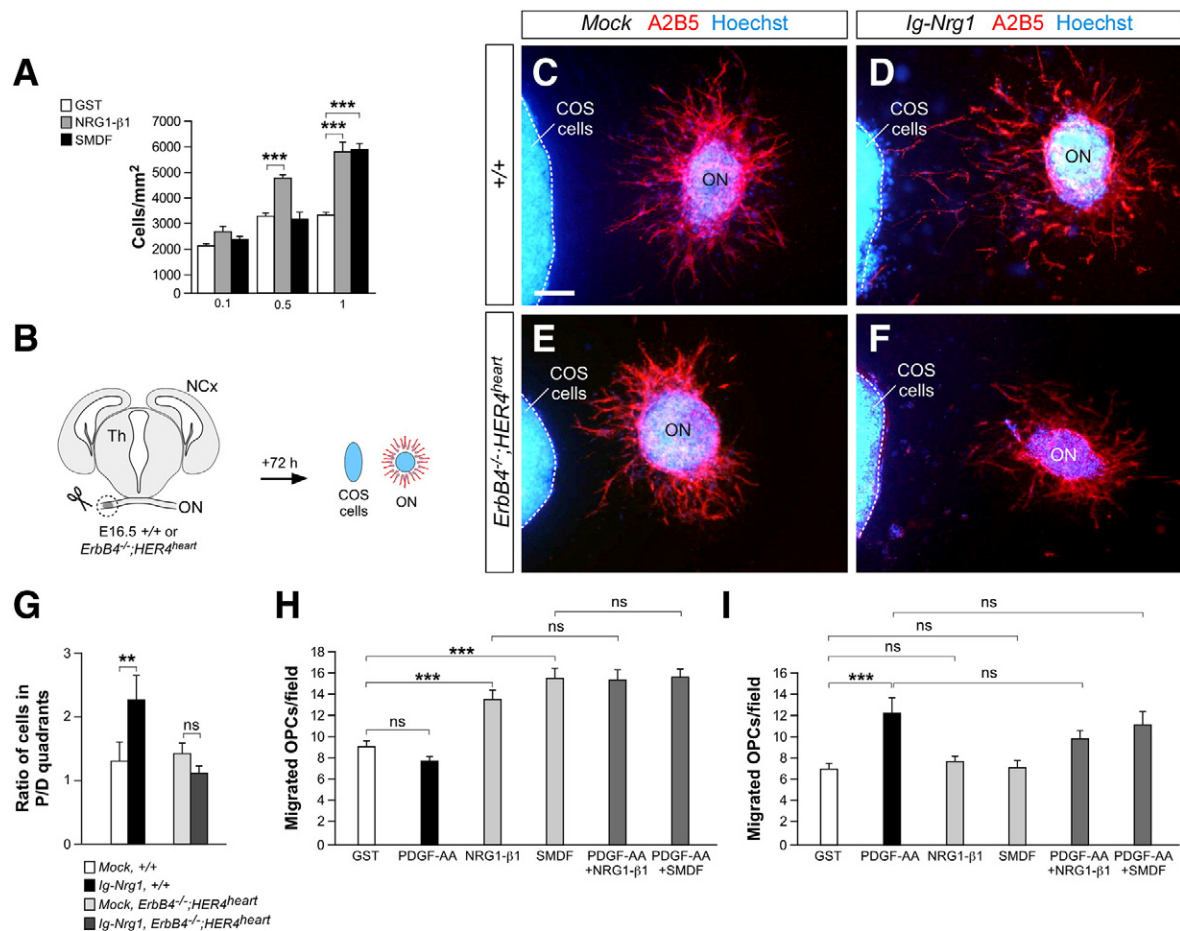 Mock A2B5 Hoechst
Ig-Nrg1 A2B5 Hoechst
A
GST
NRG1-β1
SMDF
Cells/mm²
7000
6000
5000
4000
3000
2000
1000
0
***
***
***
0.1 0.5 1
B
NCx
Th
ON
E16.5 +/+ or
ErbB4-/-;HER4heart
+72 h
COS
cells
ON
+/+
ErbB4-/-;HER4heart
C
COS
cells
ON
D
COS
cells
ON
E
COS
cells
ON
F
COS
cells
ON
G
Ratio of cells in
P/D quadrants
3
2
1
0
**
ns
Mock, +/+
Ig-Nrg1, +/+
Mock, ErbB4-/-;HER4heart
Ig-Nrg1, ErbB4-/-;HER4heart
H
Migrated OPCs/field
18
16
14
12
10
8
6
4
2
0
ns
ns
***
***
ns
GST PDGF-AA NRG1-β1 SMDF PDGF-AA PDGF-AA
+NRG1-β1 +SMDF
I
Migrated OPCs/field
16
14
12
10
8
6
4
2
0
ns
ns
ns
*** ns
GST PDGF-AA NRG1-β1 SMDF PDGF-AA PDGF-AA
+NRG1-β1 +SMDF